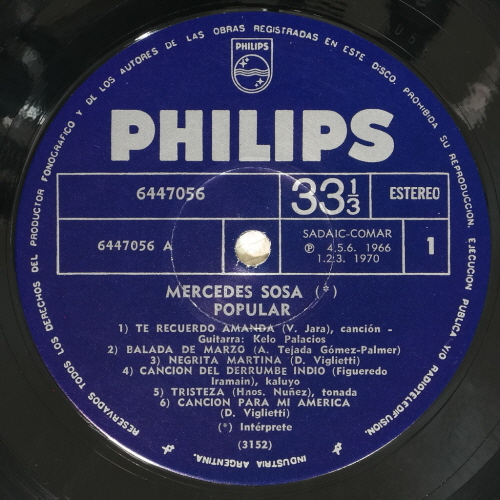 RESERVADOS TODOS LOS DERECHOS DEL PRODUCTOR FONOGRAFICO Y DE LOS AUTORES DE LAS OBRAS REGISTRADAS EN ESTE DISCO. PROHIBIDA SU REPRODUCCION, EJECUCION PUBLICA Y/O RADIOTELEDIFUSION.
PHILIPS
PHILIPS
6447056
33 1/3
ESTEREO
6447056 A
SADAIC-COMAR
℗ 4.5.6. 1966
1.2.3. 1970
1
MERCEDES SOSA (*)
POPULAR
1) TE RECUERDO AMANDA (V. Jara), canción -
Guitarra: Kelo Palacios
2) BALADA DE MARZO (A. Tejada Gómez-Palmer)
3) NEGRITA MARTINA (D. Viglietti)
4) CANCION DEL DERRUMBE INDIO (Figueredo
Iramain), kaluyo
5) TRISTEZA (Hnos. Nuñez), tonada
6) CANCION PARA MI AMERICA
(D. Viglietti)
(*) Intérprete
(3152)
INDUSTRIA ARGENTINA.